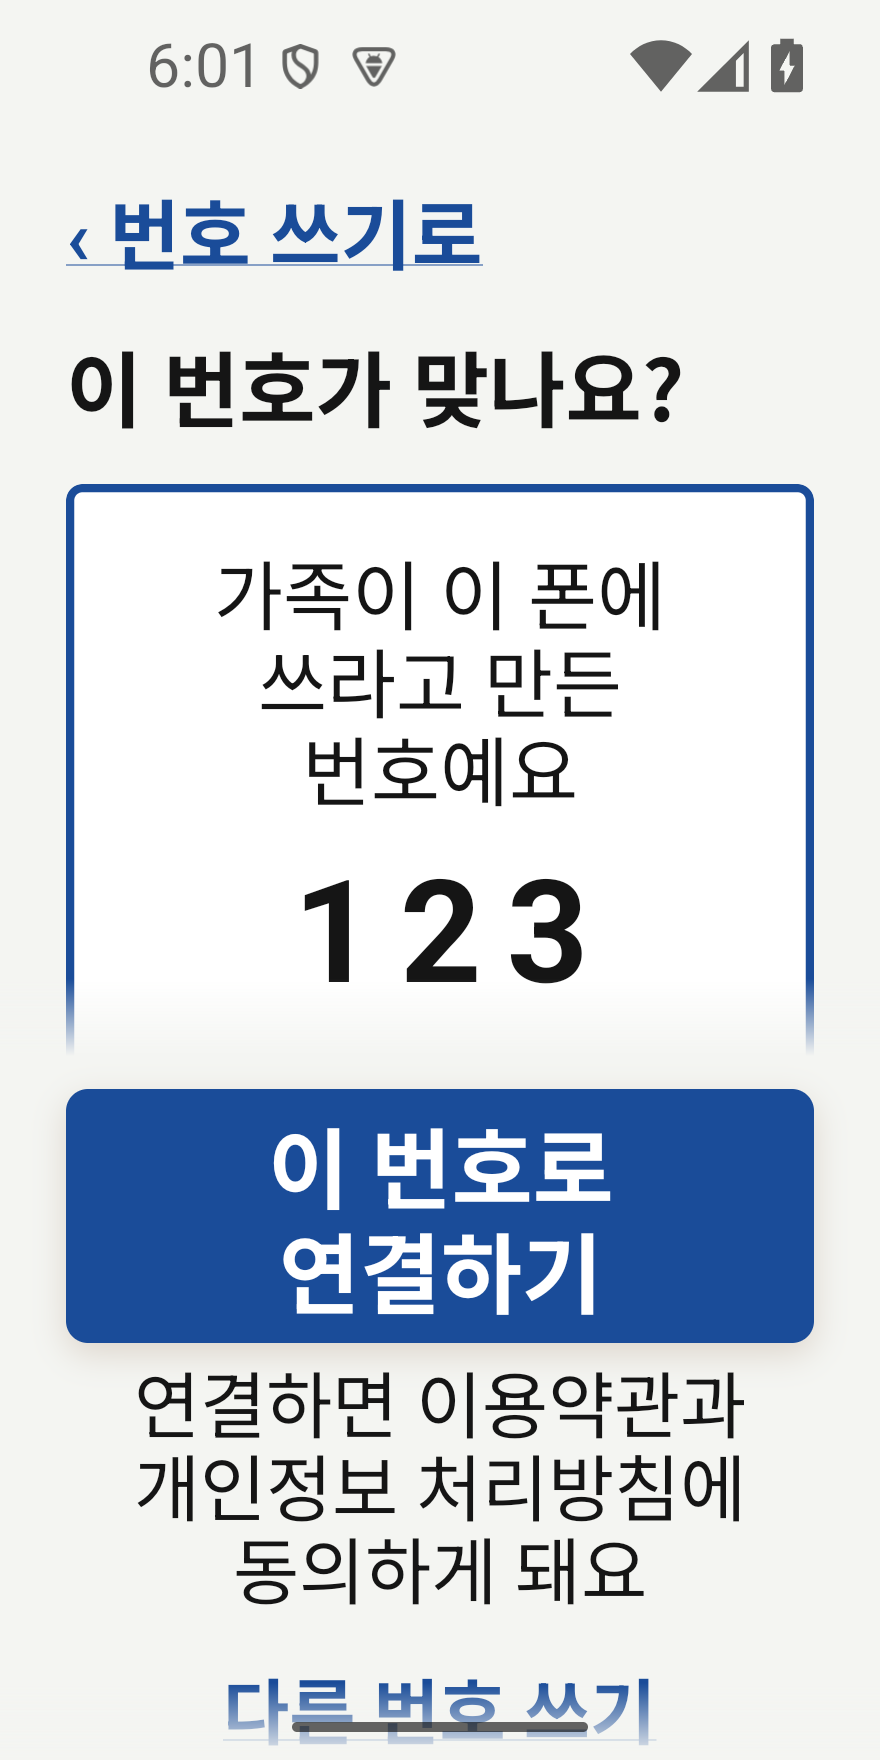 6:01
‹ 번호 쓰기로
이 번호가 맞나요?
가족이 이 폰에
쓰라고 만든
번호예요
1 2 3
이 번호로
연결하기
연결하면 이용약관과
개인정보 처리방침에
동의하게 돼요
다른 번호 쓰기